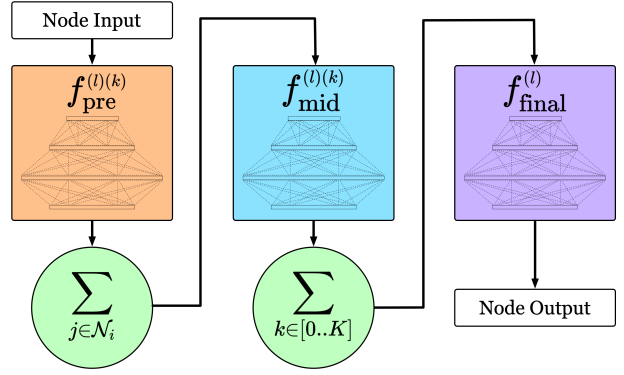 Node Input
f_pre^(l)(k)
∑
j∈𝒩_i
f_mid^(l)(k)
∑
k∈[0..K]
f_final^(l)
Node Output